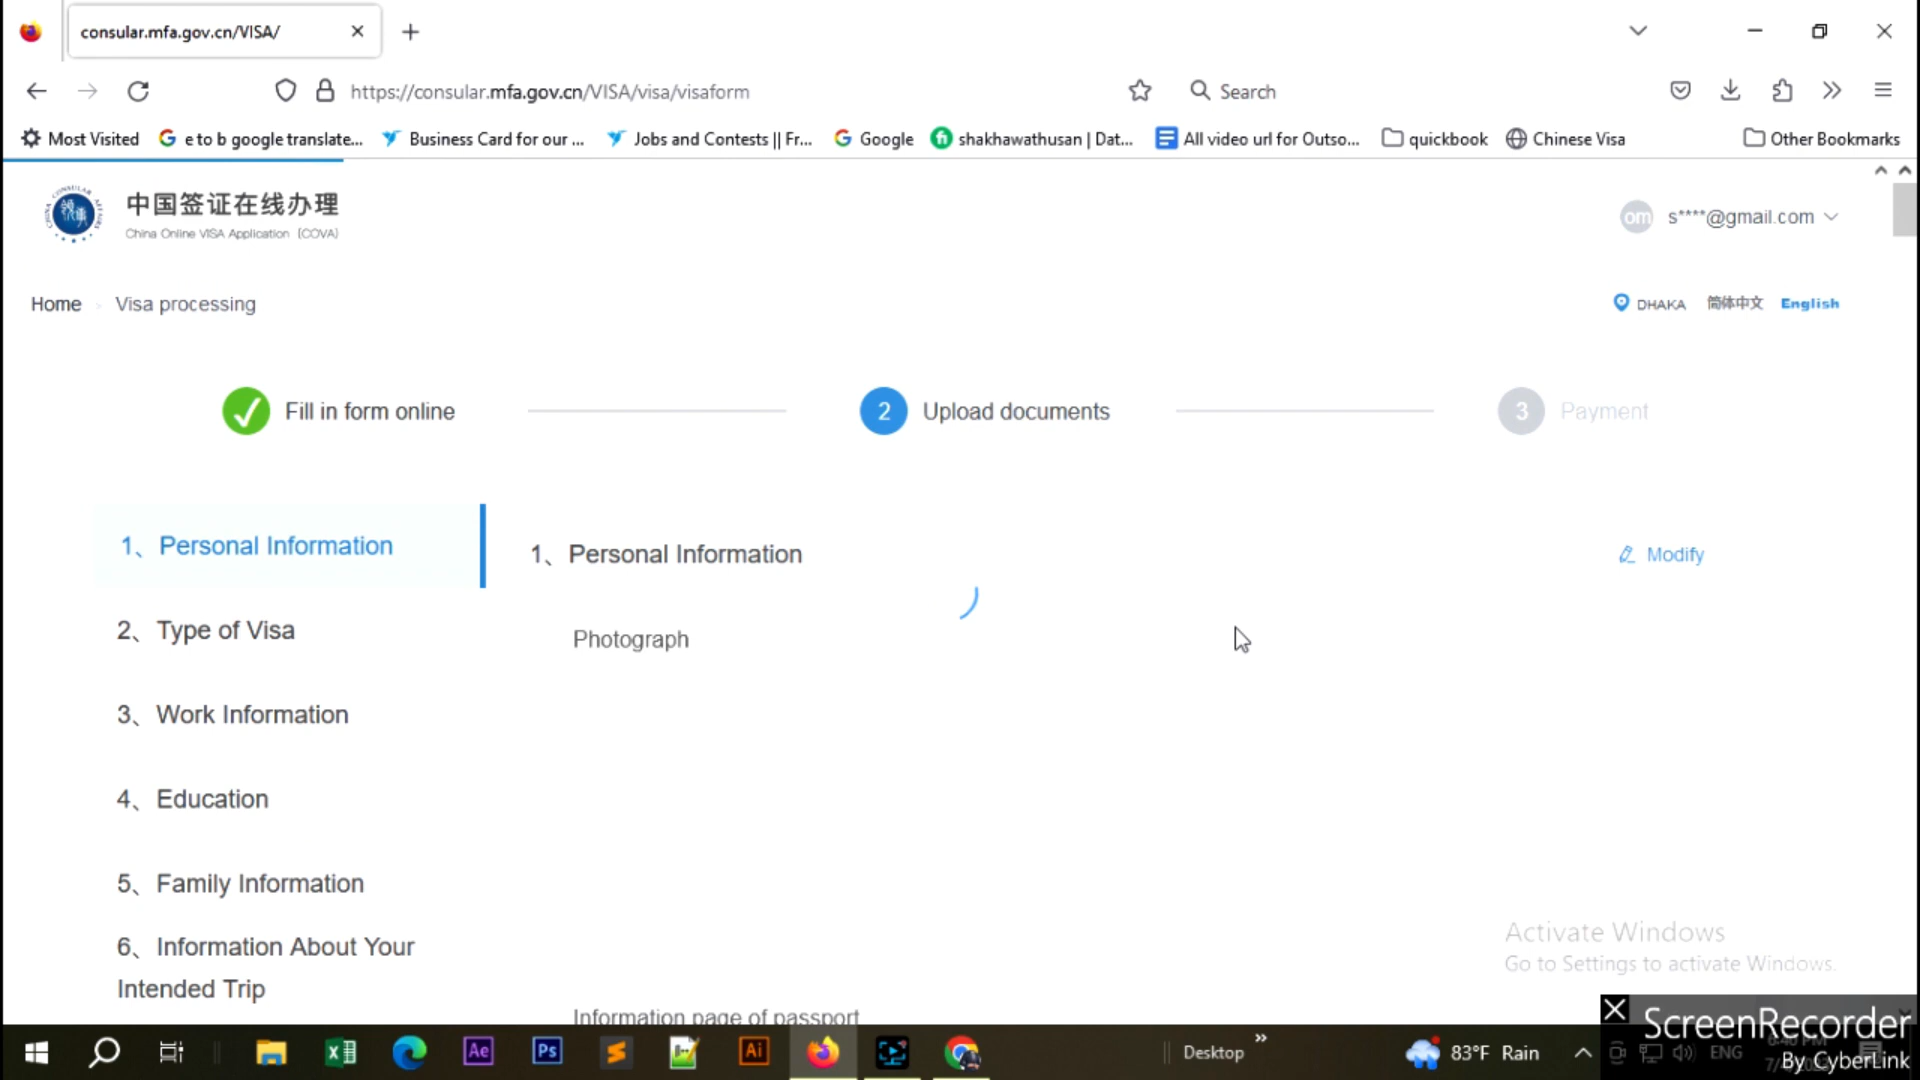 consular.mfa.gov.cn/VISA/
https://consular.mfa.gov.cn/VISA/visa/visaform
Search
Most Visited
e to b google translate...
Business Card for our ...
Jobs and Contests || Fr...
Google
shakhawathusan | Dat...
All video url for Outso...
quickbook
Chinese Visa
Other Bookmarks
中国签证在线办理
China Online VISA Application (COVA)
om
s****@gmail.com
Home
Visa processing
DHAKA
简体中文
English
Fill in form online
2
Upload documents
3
Payment
1、Personal Information
2、Type of Visa
3、Work Information
4、Education
5、Family Information
6、Information About Your
Intended Trip
1、Personal Information
Modify
Photograph
Information page of passport
Activate Windows
Go to Settings to activate Windows.
Ae
Ps
Ai
Desktop
83°F Rain
ENG
ScreenRecorder
By CyberLink